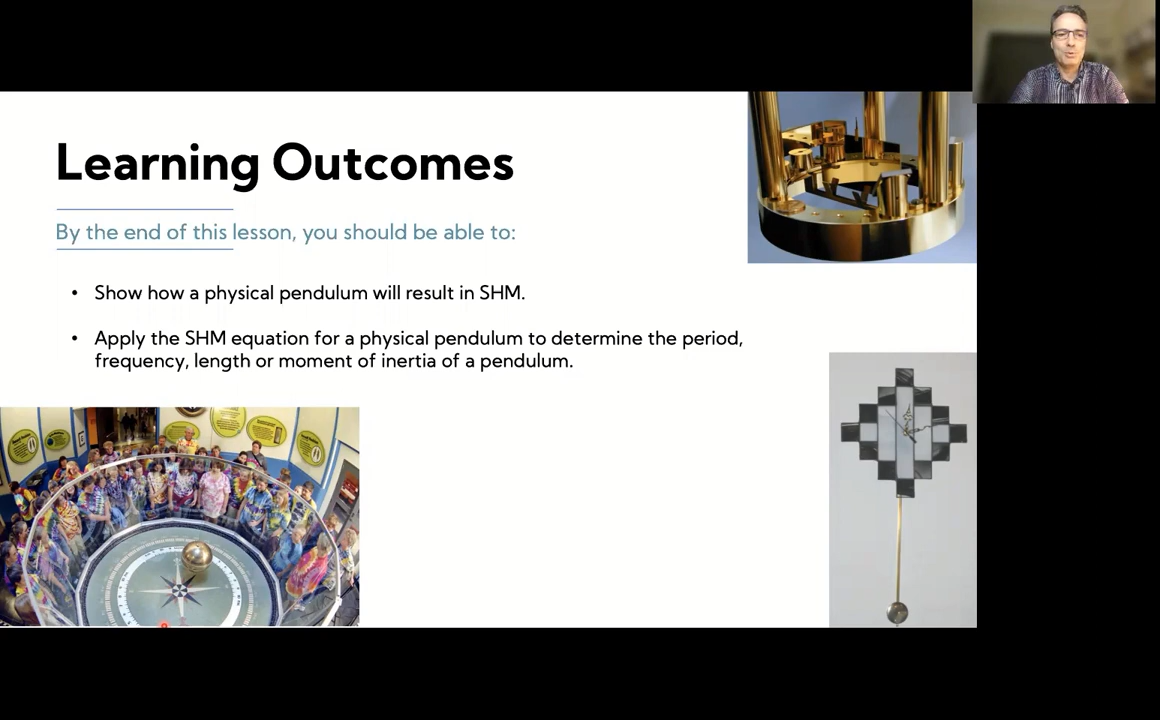 Learning Outcomes
By the end of this lesson, you should be able to:
• Show how a physical pendulum will result in SHM.
• Apply the SHM equation for a physical pendulum to determine the period,
frequency, length or moment of inertia of a pendulum.